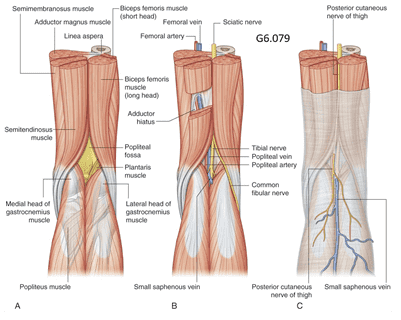 Semimembranosus muscle
Adductor magnus muscle
Linea aspera
Biceps femoris
muscle
(short head)
Biceps femoris
muscle
(long head)
Semitendinosus muscle
Popliteal
fossa
Plantaris
muscle
Medial head of
gastrocnemius
muscle
Lateral head of
gastrocnemius
muscle
Popliteus muscle
A
Femoral vein
Femoral artery
Sciatic nerve
G6.079
Adductor
hiatus
Tibial nerve
Popliteal vein
Popliteal artery
Common
fibular nerve
Small saphenous vein
B
Posterior cutaneous
nerve of thigh
Posterior cutaneous
nerve of thigh
Small saphenous vein
C